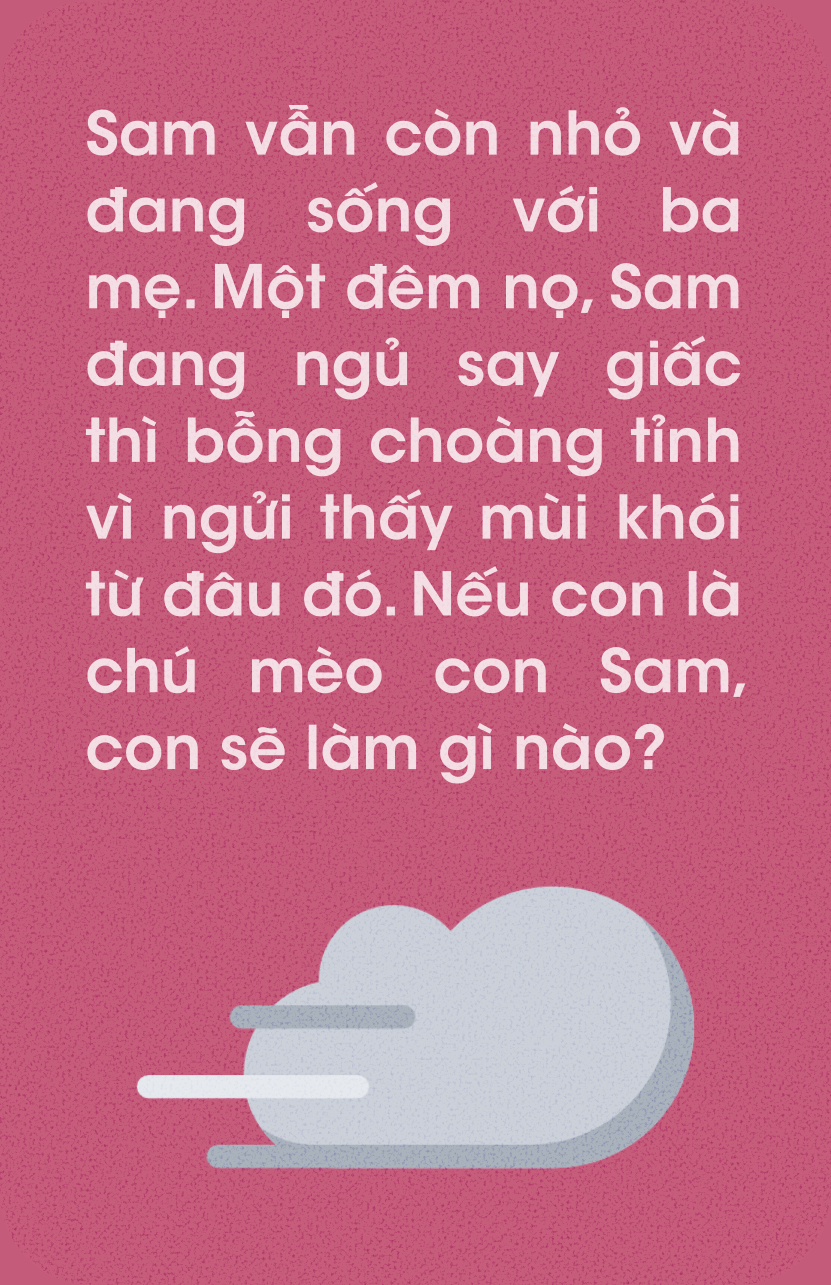 Sam vẫn còn nhỏ và
đang sống với ba
mẹ. Một đêm nọ, Sam
đang ngủ say giấc
thì bỗng choàng tỉnh
vì ngửi thấy mùi khói
từ đâu đó. Nếu con là
chú mèo con Sam,
con sẽ làm gì nào?